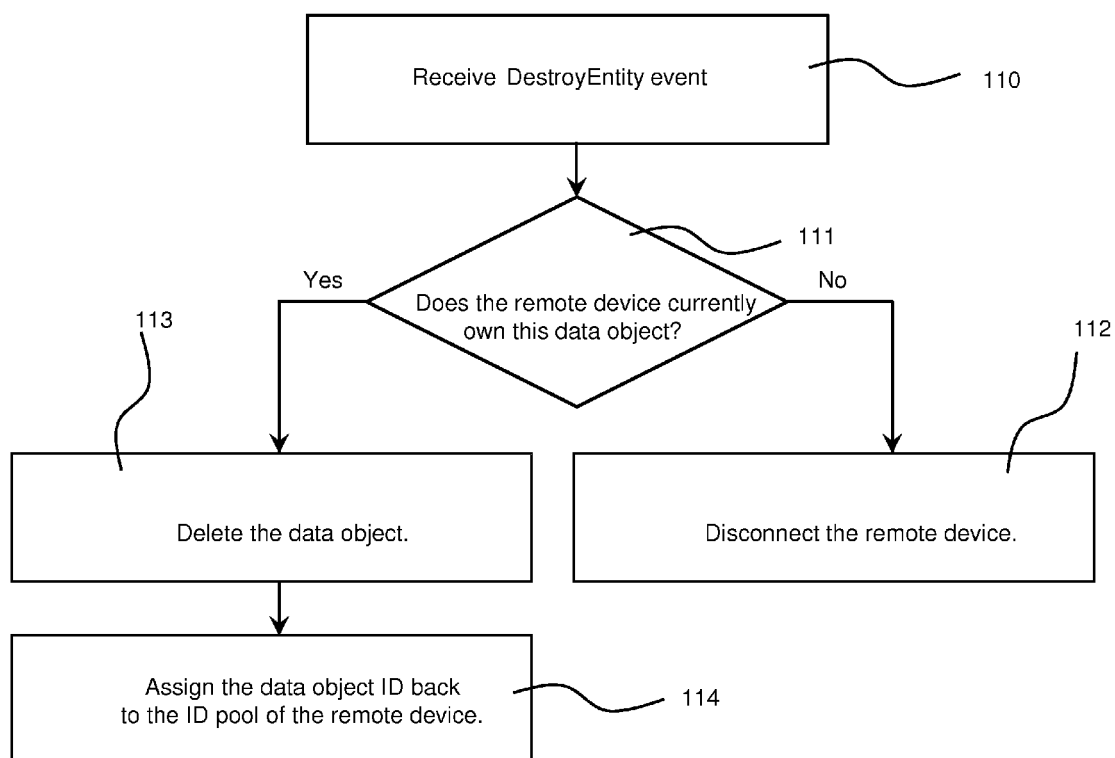 Receive DestroyEntity event
110
111
Yes
No
Does the remote device currently
own this data object?
113
112
Delete the data object.
Disconnect the remote device.
Assign the data object ID back
to the ID pool of the remote device.
114